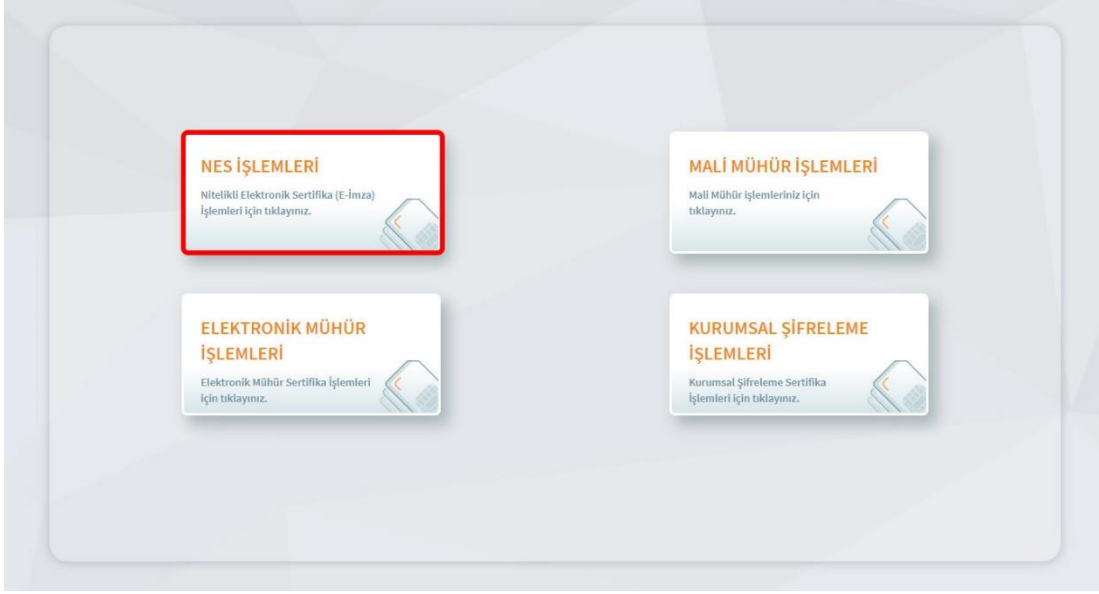 NES İŞLEMLERİ
Nitelikli Elektronik Sertifika (E-İmza)
İşlemleri için tıklayınız.
MALİ MÜHÜR İŞLEMLERİ
Mali Mühür işlemleriniz için
tıklayınız.
ELEKTRONİK MÜHÜR
İŞLEMLERİ
Elektronik Mühür Sertifika İşlemleri
için tıklayınız.
KURUMSAL ŞİFRELEME
İŞLEMLERİ
Kurumsal Şifreleme Sertifika
İşlemleri için tıklayınız.